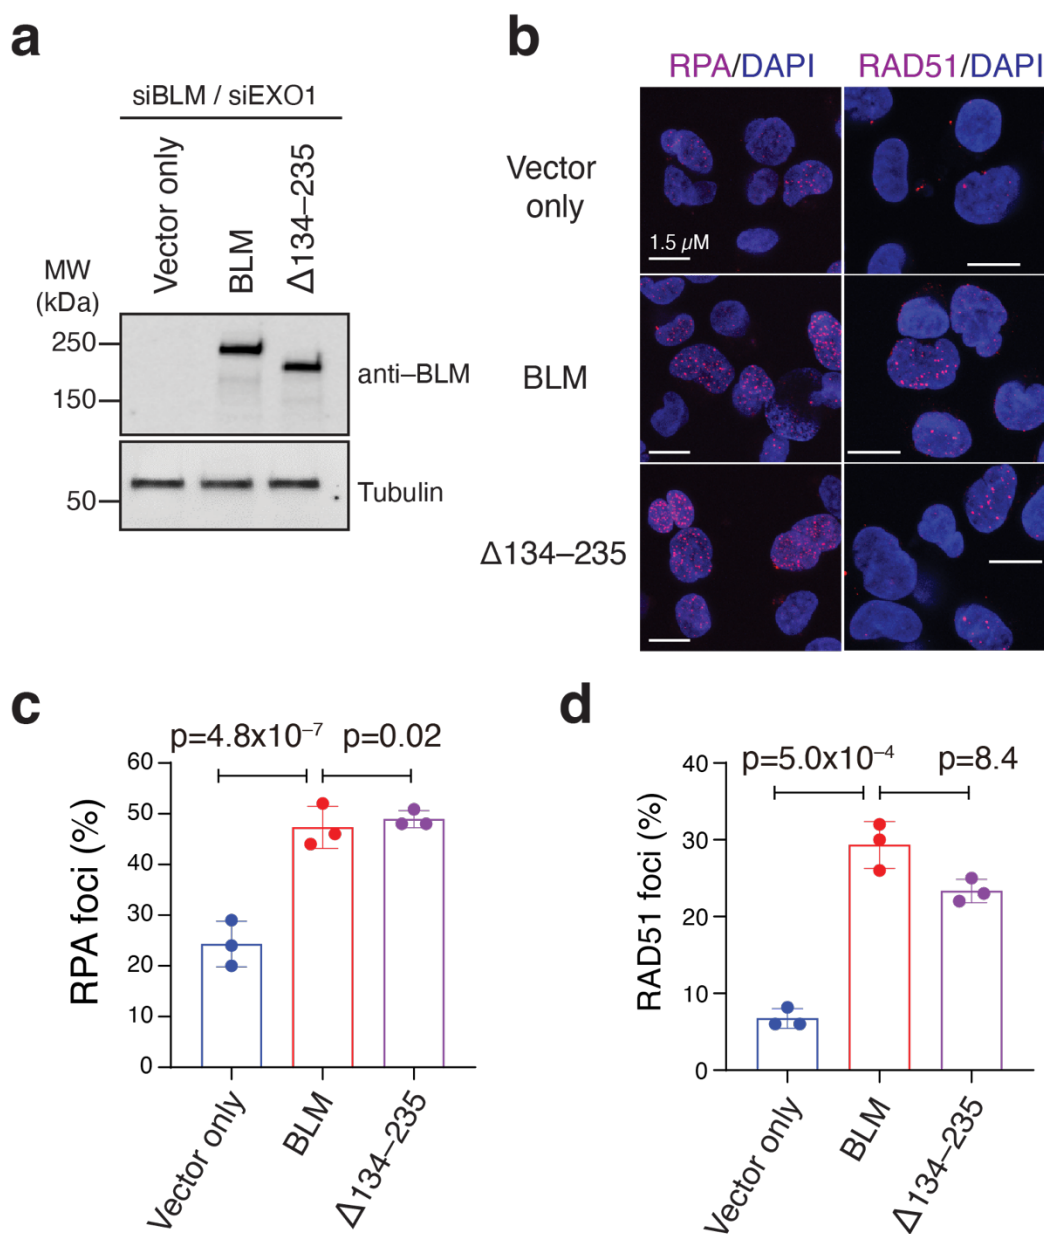 a
siBLM / siEXO1
Vector only
BLM
Δ134–235
MW
(kDa)
250
150
anti–BLM
50
Tubulin
b
RPA/DAPI
RAD51/DAPI
Vector
only
1.5 µM
BLM
Δ134–235
c
p=4.8x10⁻⁷
p=0.02
RPA foci (%)
60
50
40
30
20
10
0
Vector only
BLM
Δ134–235
d
p=5.0x10⁻⁴
p=8.4
RAD51 foci (%)
40
30
20
10
0
Vector only
BLM
Δ134–235